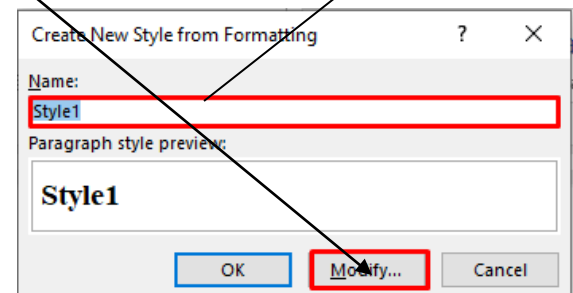 Create New Style from Formatting ? ×
Name:
Style1
Paragraph style preview:
Style1
OK Modify... Cancel